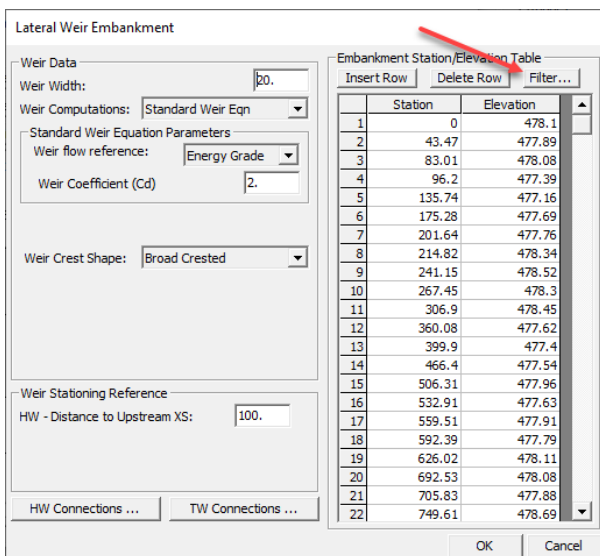 Lateral Weir Embankment
Weir Data
Weir Width: 20.
Weir Computations: Standard Weir Eqn
Standard Weir Equation Parameters
Weir flow reference: Energy Grade
Weir Coefficient (Cd) 2.
Weir Crest Shape: Broad Crested
Weir Stationing Reference
HW - Distance to Upstream XS: 100.
HW Connections ... TW Connections ...
Embankment Station/Elevation Table
Insert Row Delete Row Filter...
Station Elevation
1 0 478.1
2 43.47 477.89
3 83.01 478.08
4 96.2 477.39
5 135.74 477.16
6 175.28 477.69
7 201.64 477.76
8 214.82 478.34
9 241.15 478.52
10 267.45 478.3
11 306.9 478.45
12 360.08 477.62
13 399.9 477.4
14 466.4 477.54
15 506.31 477.96
16 532.91 477.63
17 559.51 477.91
18 592.39 477.79
19 626.02 478.11
20 692.53 478.08
21 705.83 477.88
22 749.61 478.69
OK Cancel